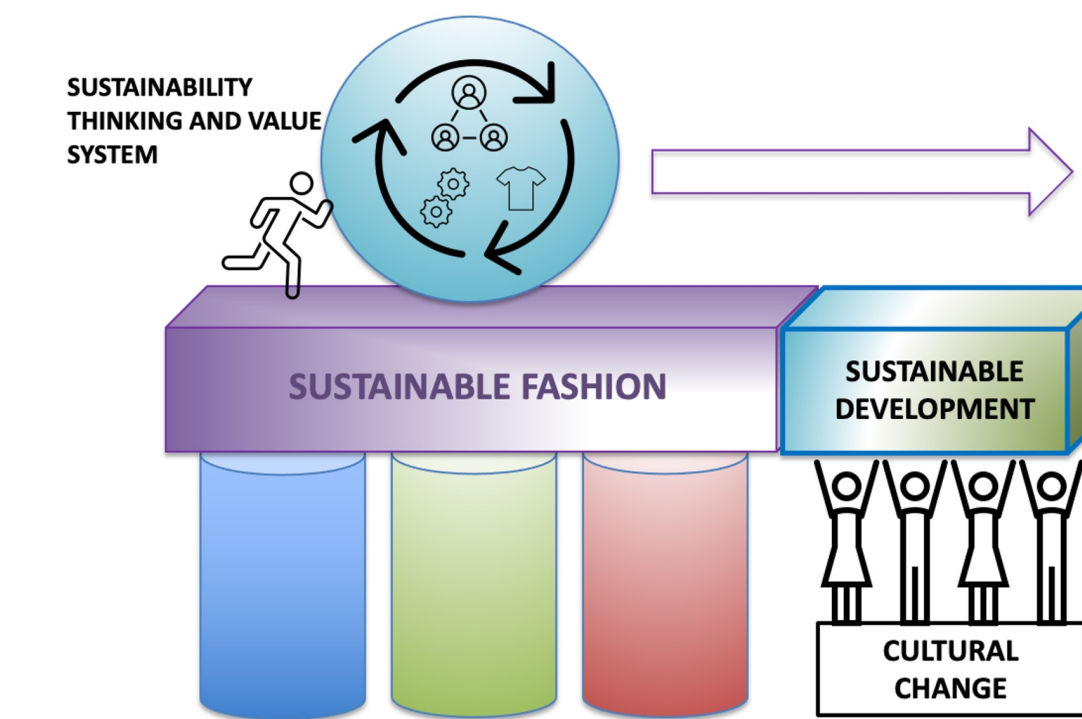 SUSTAINABILITY
THINKING AND VALUE
SYSTEM
SUSTAINABLE FASHION
SUSTAINABLE
DEVELOPMENT
CULTURAL
CHANGE